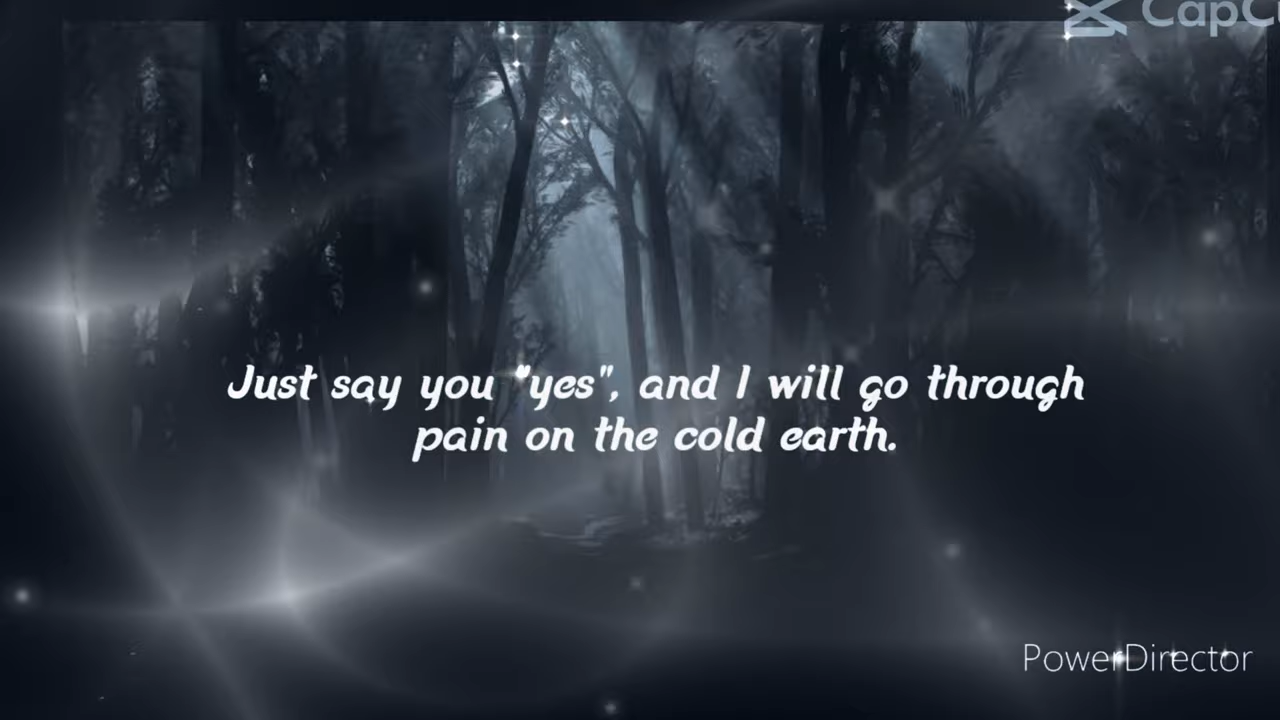 CapC
Just say you "yes", and I will go through
pain on the cold earth.
PowerDirector